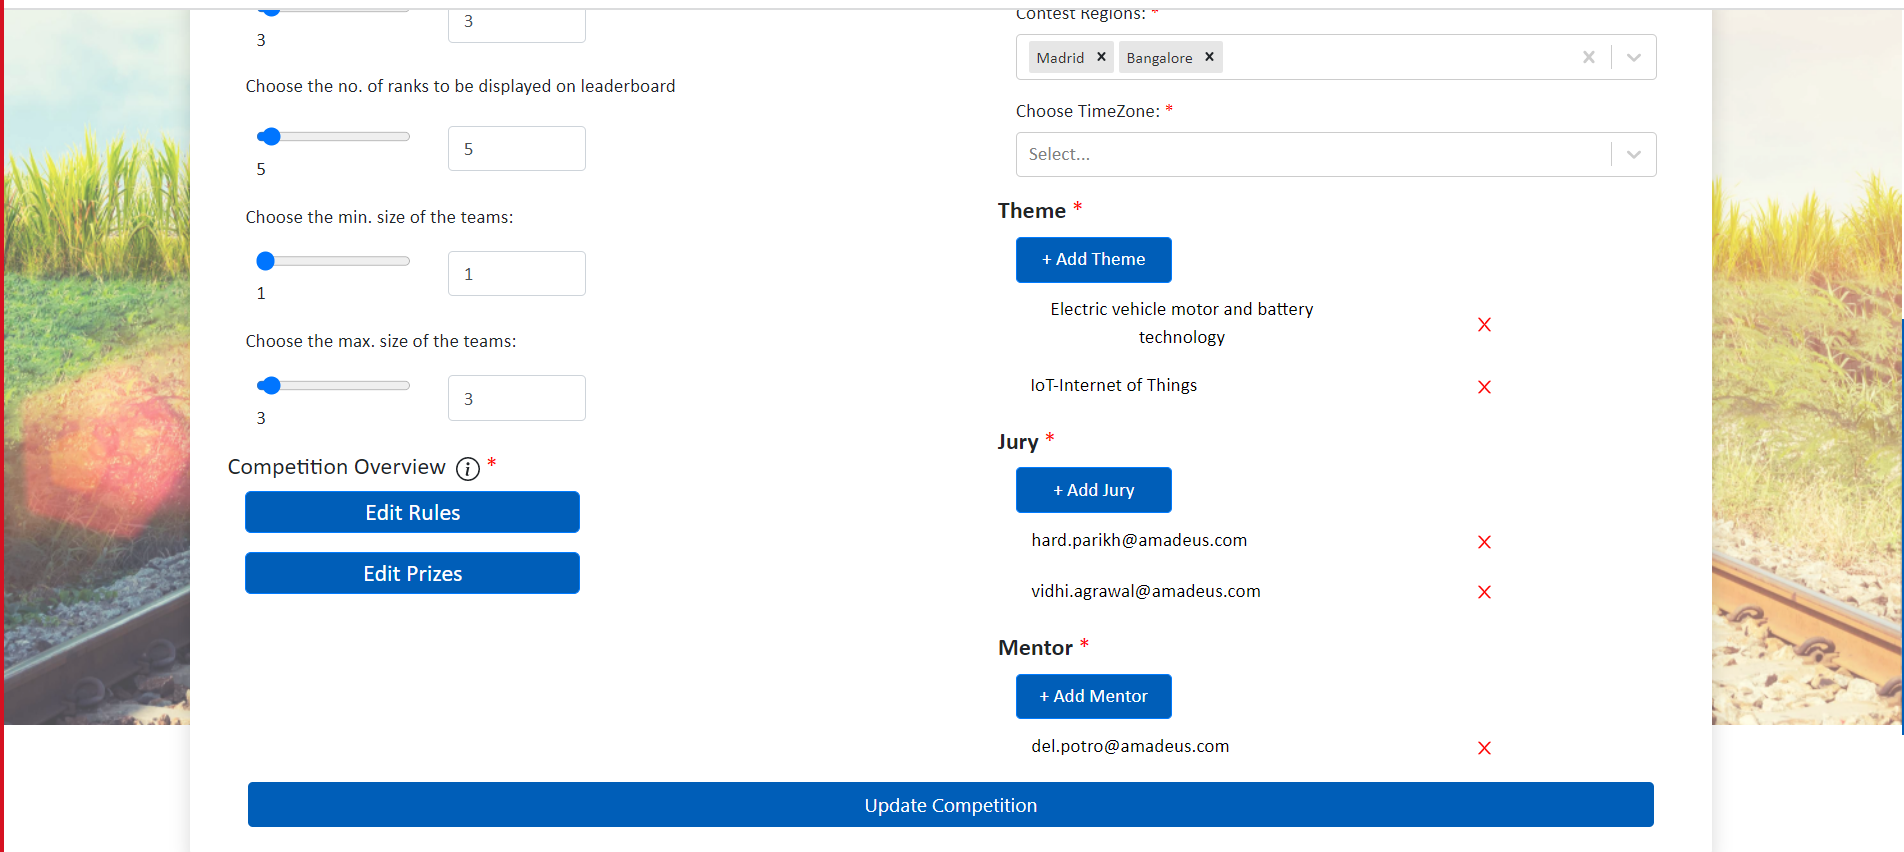 3
3
Choose the no. of ranks to be displayed on leaderboard
5
5
Choose the min. size of the teams:
1
1
Choose the max. size of the teams:
3
3
Competition Overview i *
Edit Rules
Edit Prizes
Contest Regions: *
Madrid × Bangalore ×
Choose TimeZone: *
Select...
Theme *
+ Add Theme
Electric vehicle motor and battery
technology
X
IoT-Internet of Things X
Jury *
+ Add Jury
hard.parikh@amadeus.com X
vidhi.agrawal@amadeus.com X
Mentor *
+ Add Mentor
del.potro@amadeus.com X
Update Competition